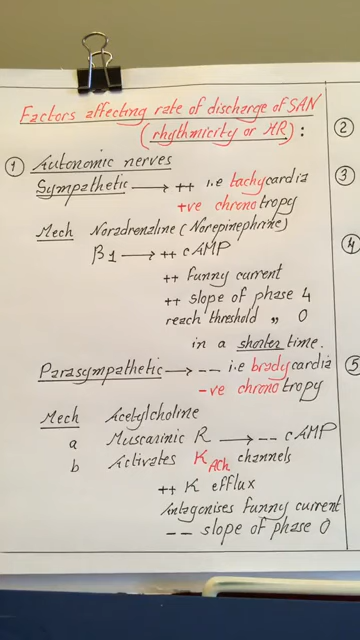 Factors affecting rate of discharge of SAN
(rhythmicity or HR) :
① Autonomic nerves
Sympathetic → ++ i.e tachycardia
+ve chronotropy
Mech Noradrenaline (Norepinephrine)
β1 → ++ cAMP
++ funny current
++ slope of phase 4
reach threshold ,, 0
in a shorter time.
Parasympathetic → -- i.e bradycardia
-ve chronotropy
Mech Acetylcholine
a Muscarinic R → -- cAMP
b Activates K ACh channels
++ K efflux
Antagonises funny current
-- slope of phase 0
②
③
④
⑤